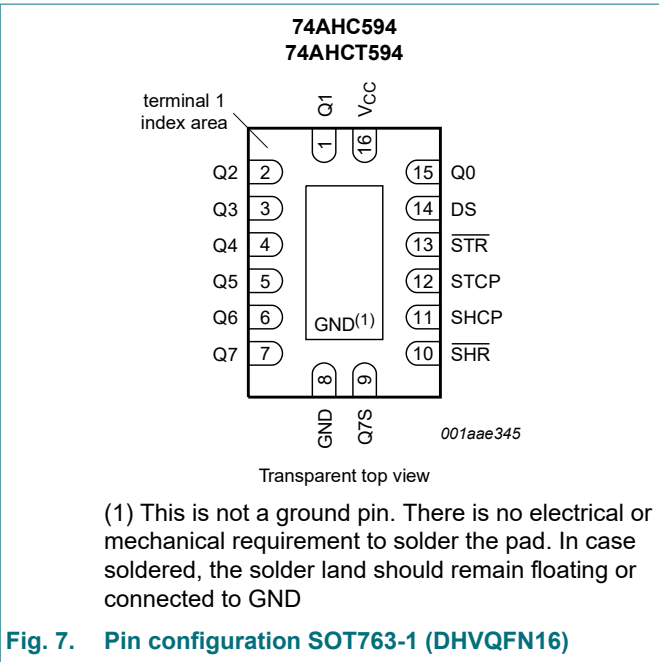 74AHC594
74AHCT594
terminal 1
index area
Q1
VCC
1
16
Q2 2
15 Q0
Q3 3
14 DS
Q4 4
13 STR
Q5 5
12 STCP
Q6 6
11 SHCP
GND(1)
Q7 7
10 SHR
8
9
GND
Q7S
001aae345
Transparent top view
(1) This is not a ground pin. There is no electrical or
mechanical requirement to solder the pad. In case
soldered, the solder land should remain floating or
connected to GND
Fig. 7. Pin configuration SOT763-1 (DHVQFN16)